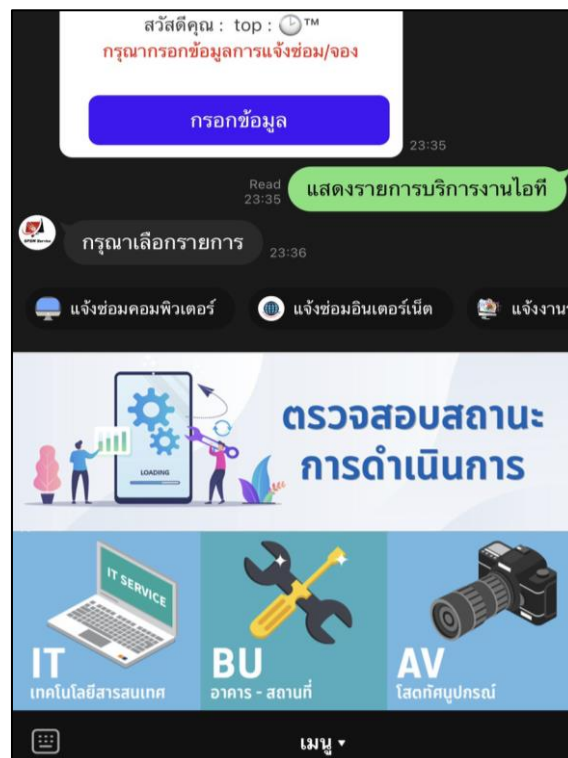 สวัสดีคุณ : top : 🕑™
กรุณากรอกข้อมูลการแจ้งซ่อม/จอง
กรอกข้อมูล
23:35
Read
23:35
แสดงรายการบริการงานไอที
กรุณาเลือกรายการ
23:36
แจ้งซ่อมคอมพิวเตอร์
แจ้งซ่อมอินเตอร์เน็ต
แจ้งงาน
ตรวจสอบสถานะ
การดำเนินการ
LOADING
IT SERVICE
IT
เทคโนโลยีสารสนเทศ
BU
อาคาร - สถานที่
AV
โสตทัศนูปกรณ์
เมนู ▾